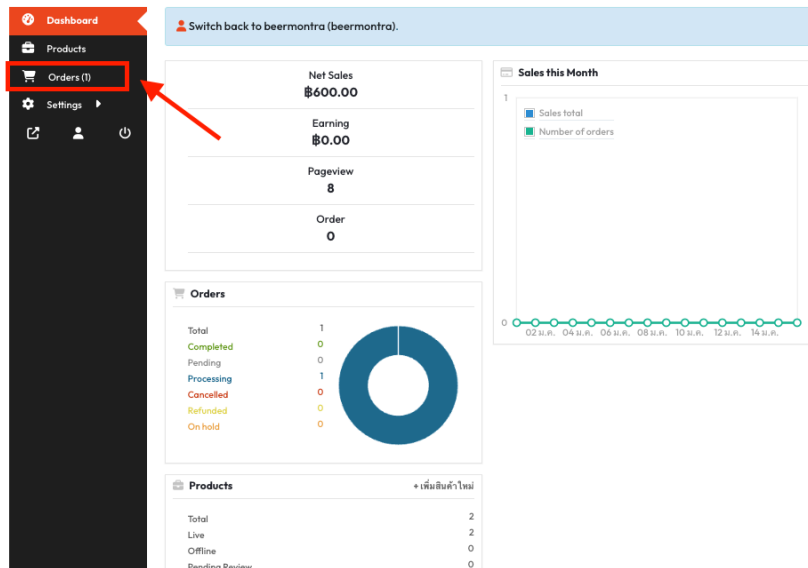 Dashboard
Products
Orders (1)
Settings
Switch back to beermontra (beermontra).
Net Sales
฿600.00
Earning
฿0.00
Pageview
8
Order
0
Orders
Total 1
Completed 0
Pending 0
Processing 1
Cancelled 0
Refunded 0
On hold 0
Products + เพิ่มสินค้าใหม่
Total 2
Live 2
Offline 0
Pending Review 0
Sales this Month
1
Sales total
Number of orders
0
02 ม.ค. 04 ม.ค. 06 ม.ค. 08 ม.ค. 10 ม.ค. 12 ม.ค. 14 ม.ค.